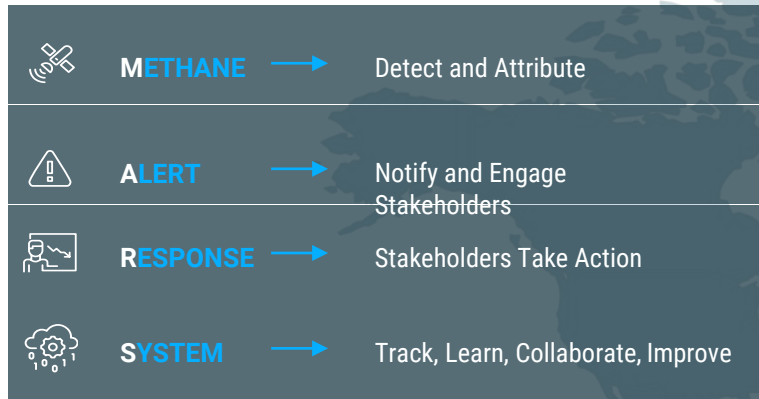 METHANE Detect and Attribute
ALERT Notify and Engage
Stakeholders
RESPONSE Stakeholders Take Action
SYSTEM Track, Learn, Collaborate, Improve